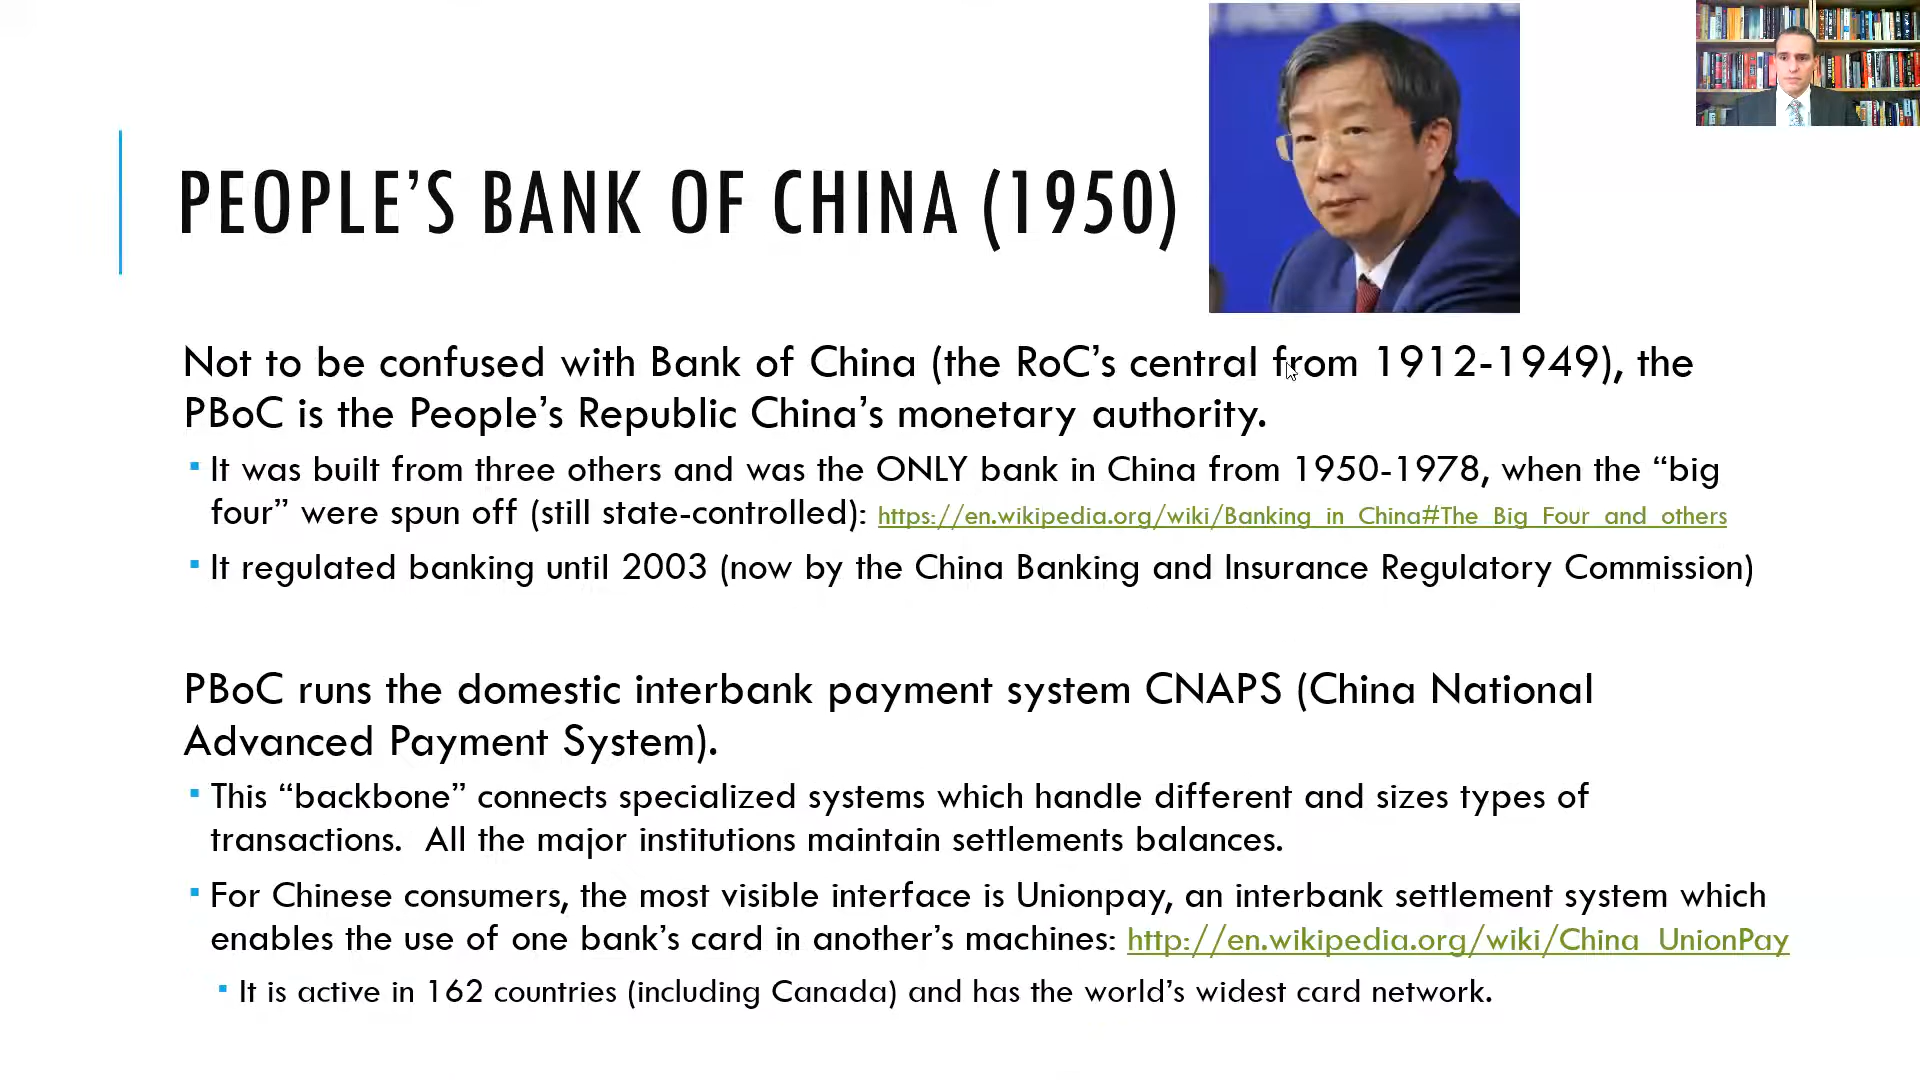 PEOPLE'S BANK OF CHINA (1950)
Not to be confused with Bank of China (the RoC's central from 1912-1949), the
PBoC is the People's Republic China's monetary authority.
▪ It was built from three others and was the ONLY bank in China from 1950-1978, when the “big
four” were spun off (still state-controlled): https://en.wikipedia.org/wiki/Banking_in_China#The_Big_Four_and_others
▪ It regulated banking until 2003 (now by the China Banking and Insurance Regulatory Commission)
PBoC runs the domestic interbank payment system CNAPS (China National
Advanced Payment System).
▪ This “backbone” connects specialized systems which handle different and sizes types of
transactions.  All the major institutions maintain settlements balances.
▪ For Chinese consumers, the most visible interface is Unionpay, an interbank settlement system which
enables the use of one bank's card in another's machines: http://en.wikipedia.org/wiki/China_UnionPay
▪ It is active in 162 countries (including Canada) and has the world's widest card network.